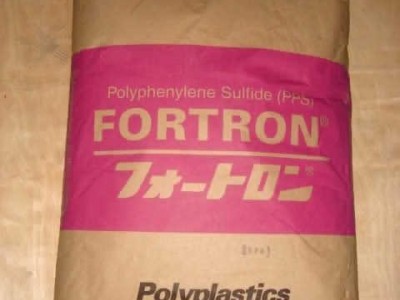 Polyphenylene Sulfide (PPS)
FORTRON®
フォートロン®
Polyplastics